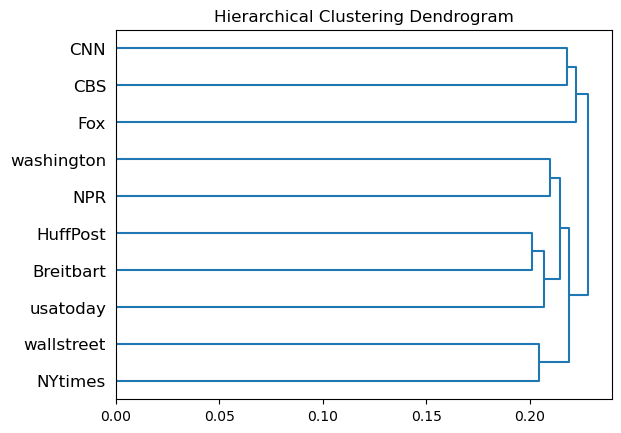 Hierarchical Clustering Dendrogram
CNN
CBS
Fox
washington
NPR
HuffPost
Breitbart
usatoday
wallstreet
NYtimes
0.00 0.05 0.10 0.15 0.20